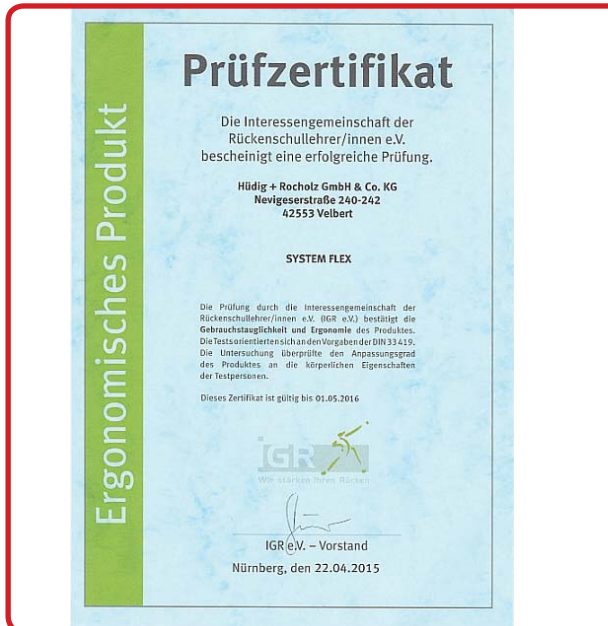 Ergonomisches Produkt
Prüfzertifikat
Die Interessengemeinschaft der
Rückenschullehrer/innen e.V.
bescheinigt eine erfolgreiche Prüfung.
Hüdig + Rocholz GmbH & Co. KG
Nevigeserstraße 240-242
42553 Velbert
SYSTEM FLEX
Die Prüfung durch die Interessengemeinschaft der
Rückenschullehrer/innen e.V. (IGR e.V.) bestätigt die
Gebrauchstauglichkeit und Ergonomie des Produktes.
Die Tests orientierten sich an den Vorgaben der DIN 33 419.
Die Untersuchung überprüfte den Anpassungsgrad
des Produktes an die körperlichen Eigenschaften
der Testpersonen.
Dieses Zertifikat ist gültig bis 01.05.2016
iGR
Wir stärken Ihren Rücken
IGR e.V. – Vorstand
Nürnberg, den 22.04.2015